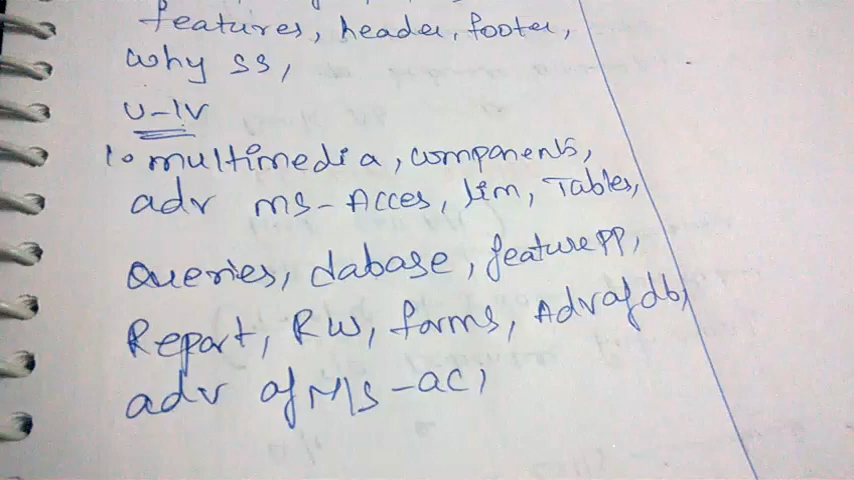 features, header, footer,
why ss,
U-IV
1. multimedia, components,
adv ms-Acces, lim, Tables,
Queries, dabase, feature PP,
Report, RW, forms, Adv of db,
adv of M/S-ac,